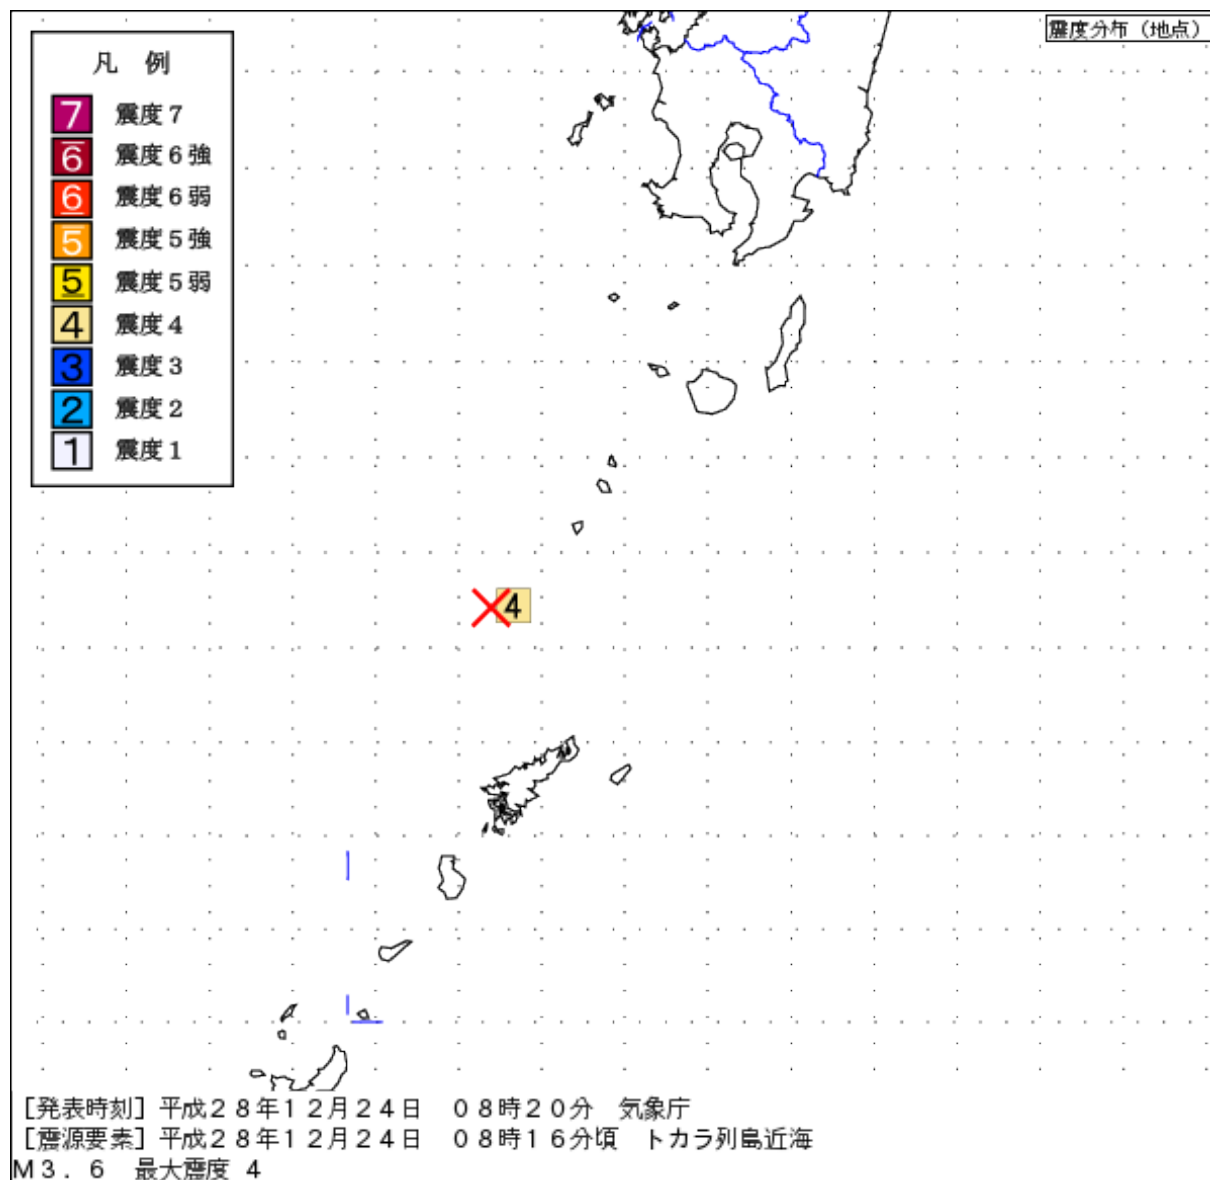 震度分布（地点）
凡 例
7 震度７
6 震度６強
6 震度６弱
5 震度５強
5 震度５弱
4 震度４
3 震度３
2 震度２
1 震度１
4
［発表時刻］平成２８年１２月２４日　０８時２０分　気象庁
［震源要素］平成２８年１２月２４日　０８時１６分頃　トカラ列島近海
Ｍ３．６　最大震度 ４